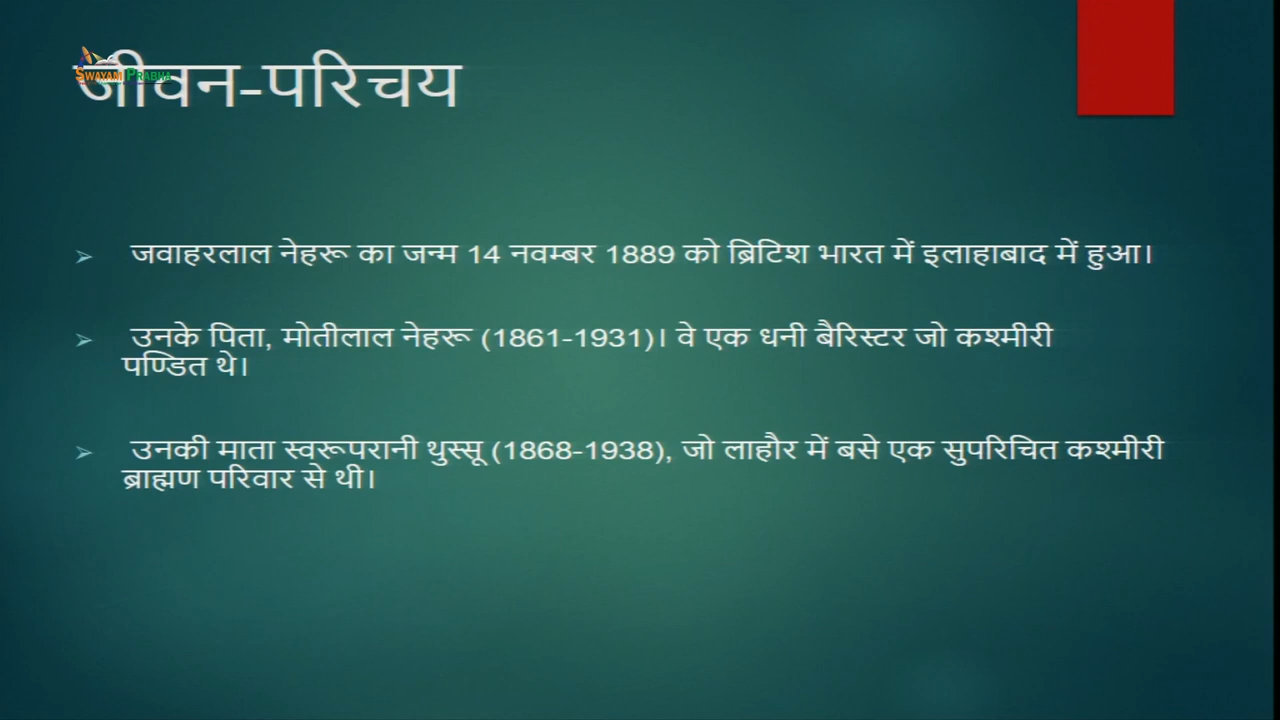 SWAYAM PRABHA
जीवन-परिचय
➢ जवाहरलाल नेहरू का जन्म 14 नवम्बर 1889 को ब्रिटिश भारत में इलाहाबाद में हुआ।
➢ उनके पिता, मोतीलाल नेहरू (1861-1931)। वे एक धनी बैरिस्टर जो कश्मीरी
पण्डित थे।
➢ उनकी माता स्वरूपरानी थुस्सू (1868-1938), जो लाहौर में बसे एक सुपरिचित कश्मीरी
ब्राह्मण परिवार से थी।